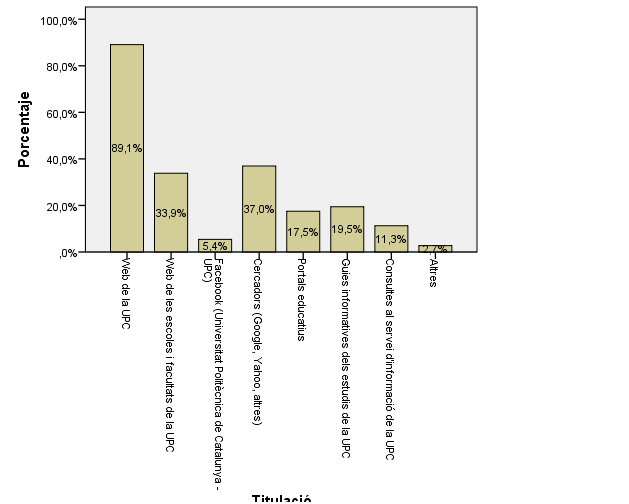 100,0%
80,0%
60,0%
40,0%
20,0%
,0%
Porcentaje
89,1%
33,9%
5,4%
37,0%
17,5%
19,5%
11,3%
2,7%
Web de la UPC
Web de les escoles i facultats de la UPC
Facebook (Universitat Politècnica de Catalunya -
UPC)
Cercadors (Google, Yahoo, altres)
Portals educatius
Guies informatives dels estudis de la UPC
Consultes al servei d'informació de la UPC
Altres
Titulació